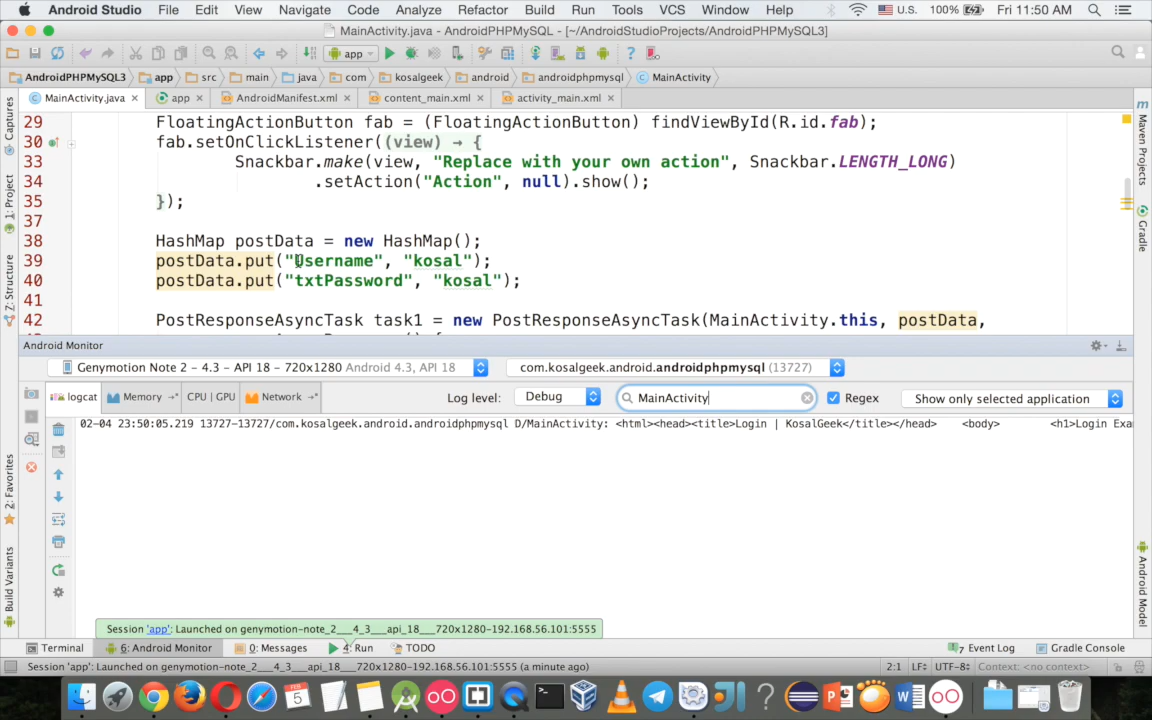 Android Studio File Edit View Navigate Code Analyze Refactor Build Run Tools VCS Window Help U.S. 100% Fri 11:50 AM
MainActivity.java - AndroidPHPMySQL - [~/AndroidStudioProjects/AndroidPHPMySQL3]
app
AndroidPHPMySQL3 app src main java com kosalgeek android androidphpmysql MainActivity
MainActivity.java app AndroidManifest.xml content_main.xml activity_main.xml
Captures
1: Project
Z: Structure
2: Favorites
Build Variants
29 FloatingActionButton fab = (FloatingActionButton) findViewById(R.id.fab);
30 fab.setOnClickListener((view) → {
33 Snackbar.make(view, "Replace with your own action", Snackbar.LENGTH_LONG)
34 .setAction("Action", null).show();
35 });
37
38 HashMap postData = new HashMap();
39 postData.put("Username", "kosal");
40 postData.put("txtPassword", "kosal");
41
42 PostResponseAsyncTask task1 = new PostResponseAsyncTask(MainActivity.this, postData,
Maven Projects
Gradle
Android Model
Android Monitor
Genymotion Note 2 - 4.3 - API 18 - 720x1280 Android 4.3, API 18 com.kosalgeek.android.androidphpmysql (13727)
logcat Memory CPU | GPU Network Log level: Debug MainActivity Regex Show only selected application
02-04 23:50:05.219 13727-13727/com.kosalgeek.android.androidphpmysql D/MainActivity: <html><head><title>Login | KosalGeek</title></head> <body> <h1>Login Exa
Session 'app': Launched on genymotion-note_2___4_3___api_18___720x1280-192.168.56.101:5555
Terminal 6: Android Monitor 0: Messages 4: Run TODO 7 Event Log Gradle Console
Session 'app': Launched on genymotion-note_2___4_3___api_18___720x1280-192.168.56.101:5555 (a minute ago) 2:1 LF UTF-8 Context: <no context>
FEB
5